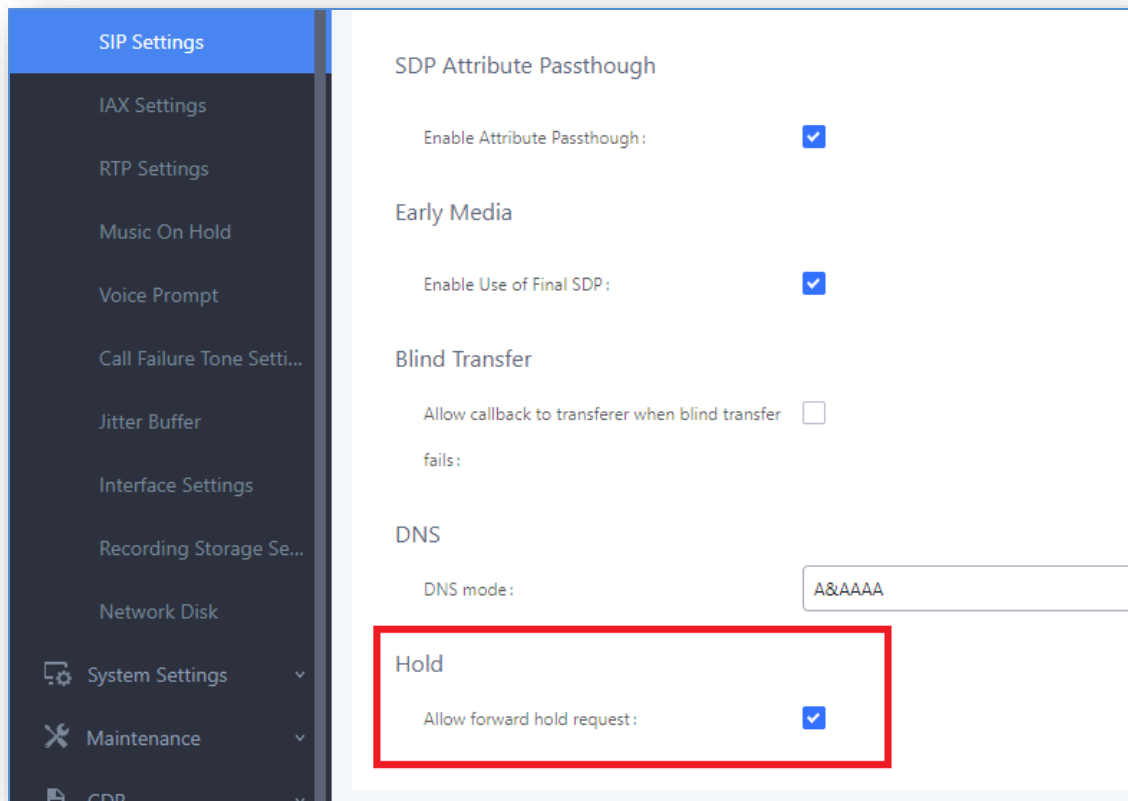 SIP Settings
IAX Settings
RTP Settings
Music On Hold
Voice Prompt
Call Failure Tone Setti...
Jitter Buffer
Interface Settings
Recording Storage Se...
Network Disk
System Settings
Maintenance
CDR
SDP Attribute Passthough
Enable Attribute Passthough:
Early Media
Enable Use of Final SDP:
Blind Transfer
Allow callback to transferer when blind transfer
fails:
DNS
DNS mode:
A&AAAA
Hold
Allow forward hold request: